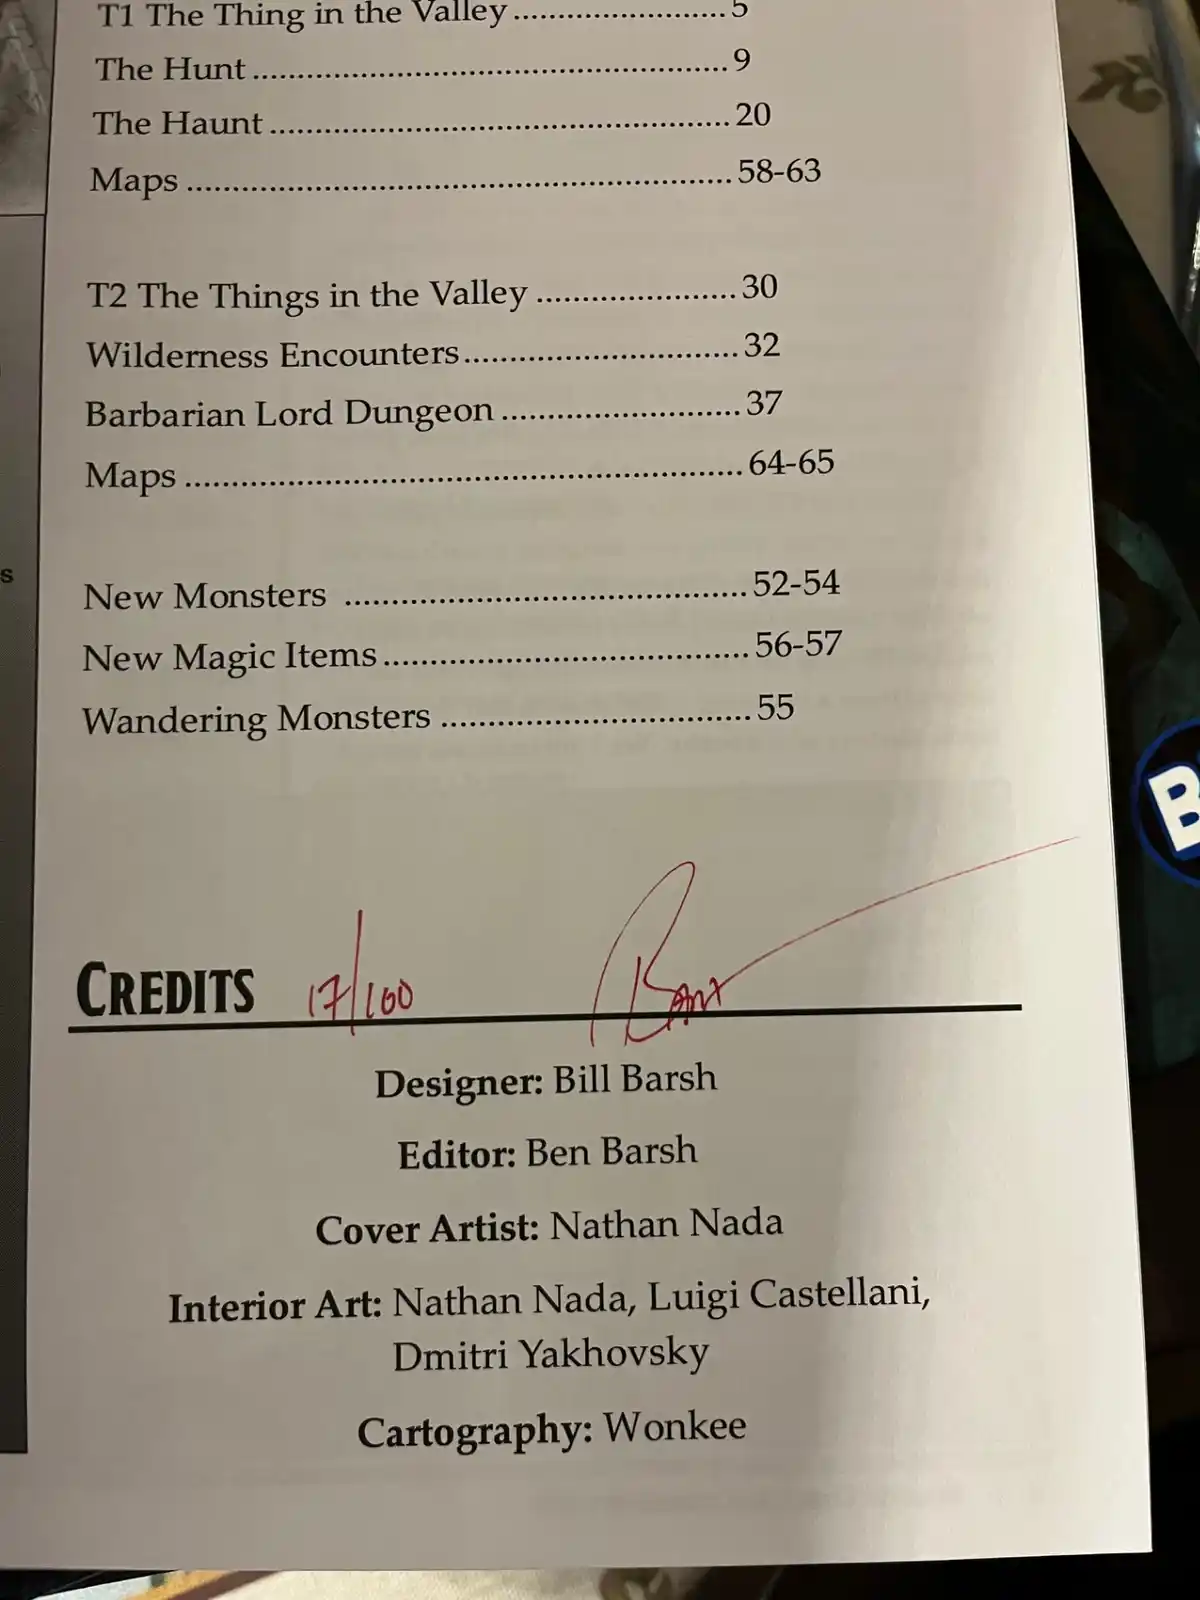 T1 The Thing in the Valley........................5
The Hunt....................................................9
The Haunt..................................................20
Maps............................................................58-63
T2 The Things in the Valley......................30
Wilderness Encounters..............................32
Barbarian Lord Dungeon..........................37
Maps.............................................................64-65
New Monsters ............................................52-54
New Magic Items........................................56-57
Wandering Monsters ..................................55
s
B
CREDITS 17/100
Designer: Bill Barsh
Editor: Ben Barsh
Cover Artist: Nathan Nada
Interior Art: Nathan Nada, Luigi Castellani,
Dmitri Yakhovsky
Cartography: Wonkee